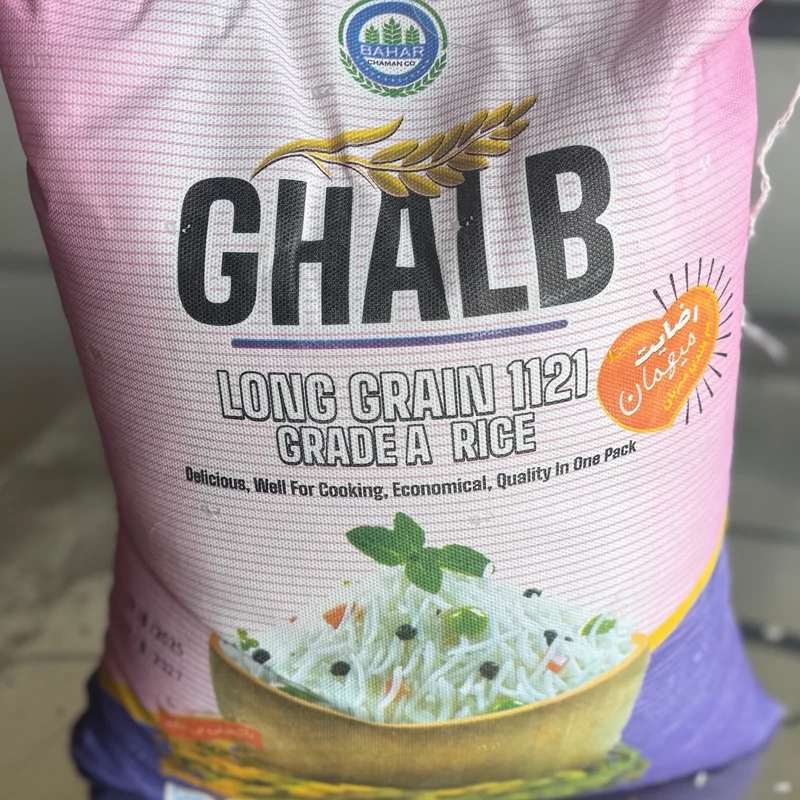 BAHAR
CHAMAN CO
GHALB
رضایت
میهمان
LONG GRAIN 1121
GRADE A RICE
Delicious, Well For Cooking, Economical, Quality In One Pack